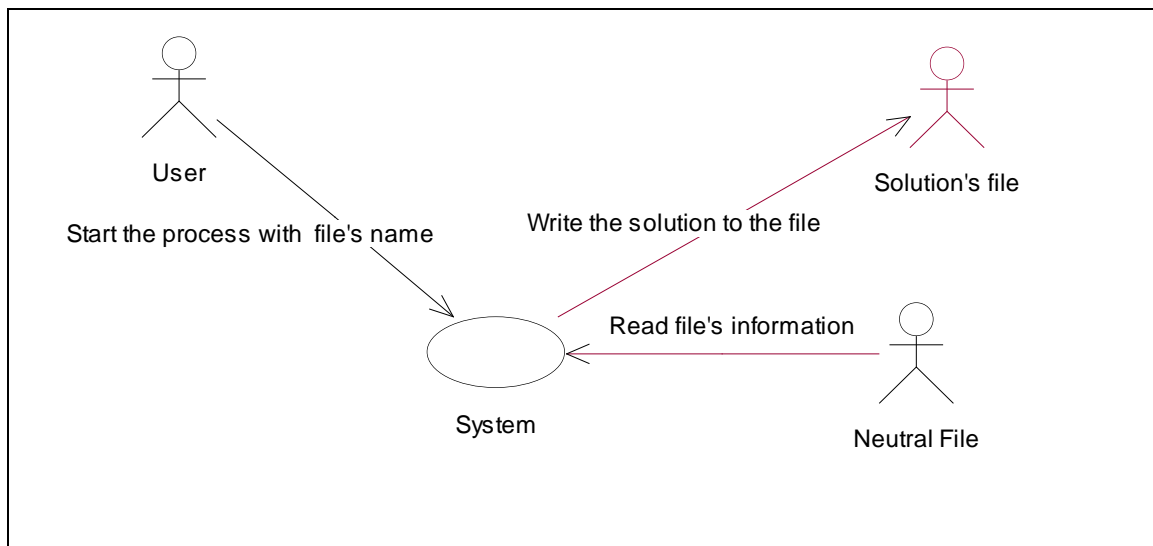 User
Solution's file
Write the solution to the file
Start the process with file's name
Read file's information
System
Neutral File